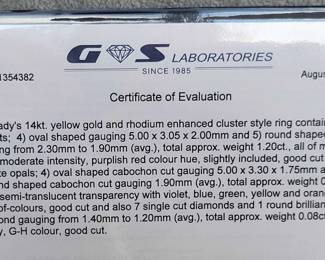 G S LABORATORIES
SINCE 1985
1354382
August
Certificate of Evaluation
ady's 14kt. yellow gold and rhodium enhanced cluster style ring contain
ts; 4) oval shaped gauging 5.00 x 3.05 x 2.00mm and 5) round shaped
ing from 2.30mm to 1.90mm (avg.), total approx. weight 1.20ct., all of m
moderate intensity, purplish red colour hue, slightly included, good cut
te opals; 4) oval shaped cabochon cut gauging 5.00 x 3.30 x 1.75mm a
nd shaped cabochon cut gauging 1.90mm (avg.), total approx. weight 0
semi-translucent transparency with violet, blue, green, yellow and oran
of-colours, good cut and also 7 single cut diamonds and 1 round brillian
ond gauging from 1.40mm to 1.20mm (avg.), total approx. weight 0.08ct
y, G-H colour, good cut.